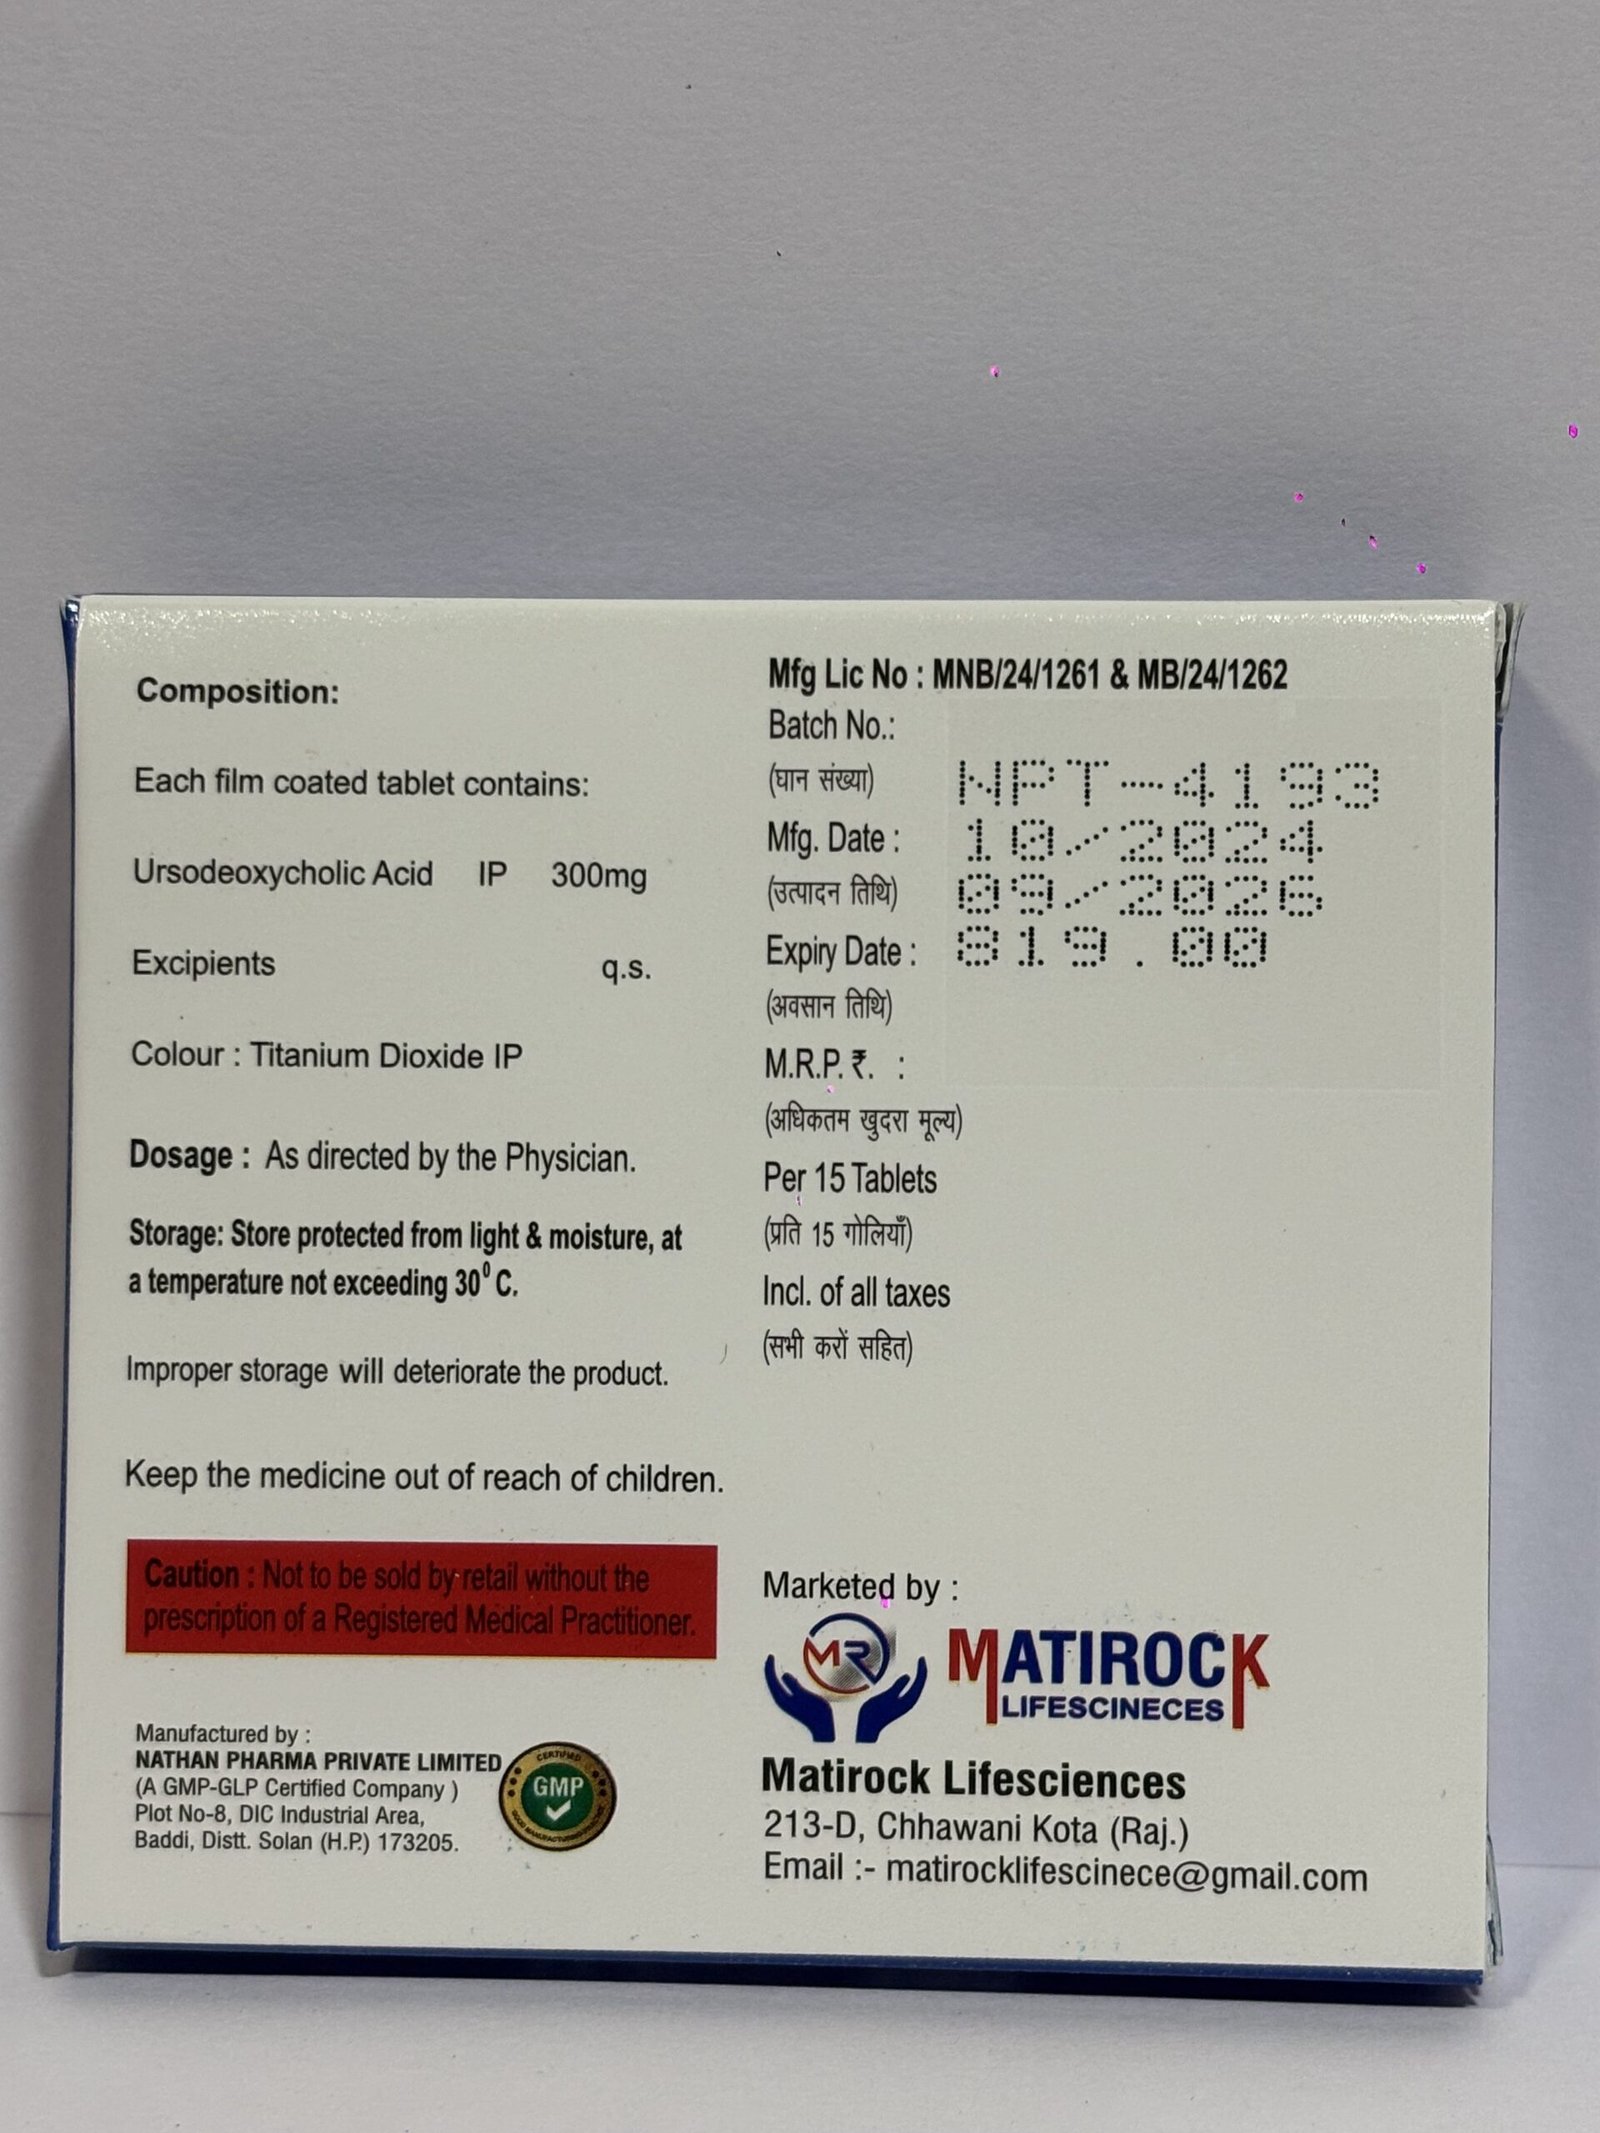 Composition:
Each film coated tablet contains:
Ursodeoxycholic Acid IP 300mg
Excipients q.s.
Colour : Titanium Dioxide IP
Dosage : As directed by the Physician.
Storage: Store protected from light & moisture, at
a temperature not exceeding 30⁰ C.
Improper storage will deteriorate the product.
Keep the medicine out of reach of children.
Caution : Not to be sold by retail without the
prescription of a Registered Medical Practitioner.
Manufactured by :
NATHAN PHARMA PRIVATE LIMITED
(A GMP-GLP Certified Company )
Plot No-8, DIC Industrial Area,
Baddi, Distt. Solan (H.P.) 173205.
CERTIFIED
GMP
GOOD MANUFACTURING
Mfg Lic No : MNB/24/1261 & MB/24/1262
Batch No.:
(घान संख्या)
NPT-4193
Mfg. Date :
10/2024
(उत्पादन तिथि)
09/2026
Expiry Date :
819.00
(अवसान तिथि)
M.R.P. ₹. :
(अधिकतम खुदरा मूल्य)
Per 15 Tablets
(प्रति 15 गोलियाँ)
Incl. of all taxes
(सभी करों सहित)
Marketed by :
MR
MATIROCK
LIFESCINECES
Matirock Lifesciences
213-D, Chhawani Kota (Raj.)
Email :- matirocklifescinece@gmail.com